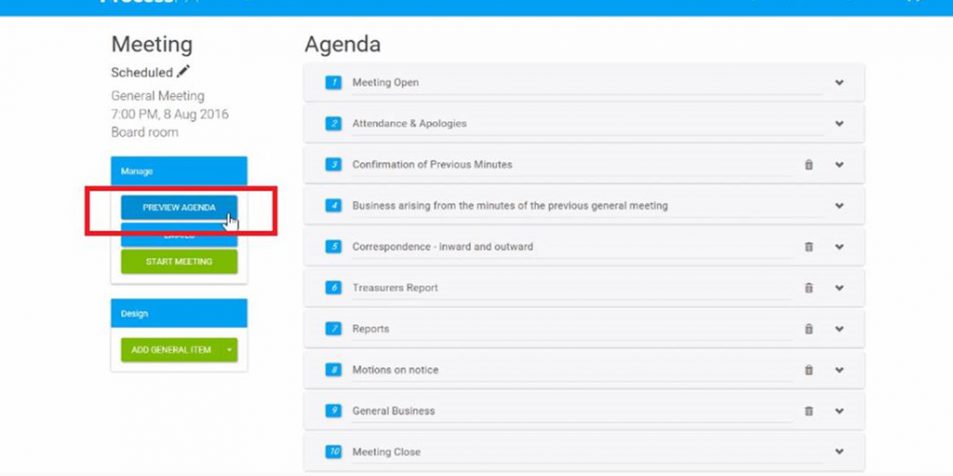 Meeting
Scheduled
General Meeting
7:00 PM, 8 Aug 2016
Board room
Manage
PREVIEW AGENDA
START MEETING
Design
ADD GENERAL ITEM
Agenda
1 Meeting Open
2 Attendance & Apologies
3 Confirmation of Previous Minutes
4 Business arising from the minutes of the previous general meeting
5 Correspondence - inward and outward
6 Treasurers Report
7 Reports
8 Motions on notice
9 General Business
10 Meeting Close